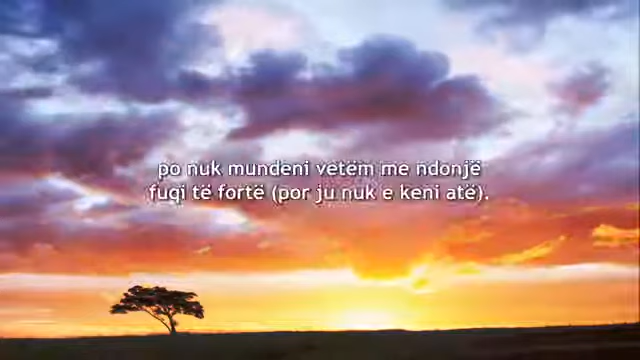 po nuk mundeni vetëm me ndonjë
fuqi të fortë (por ju nuk e keni atë).